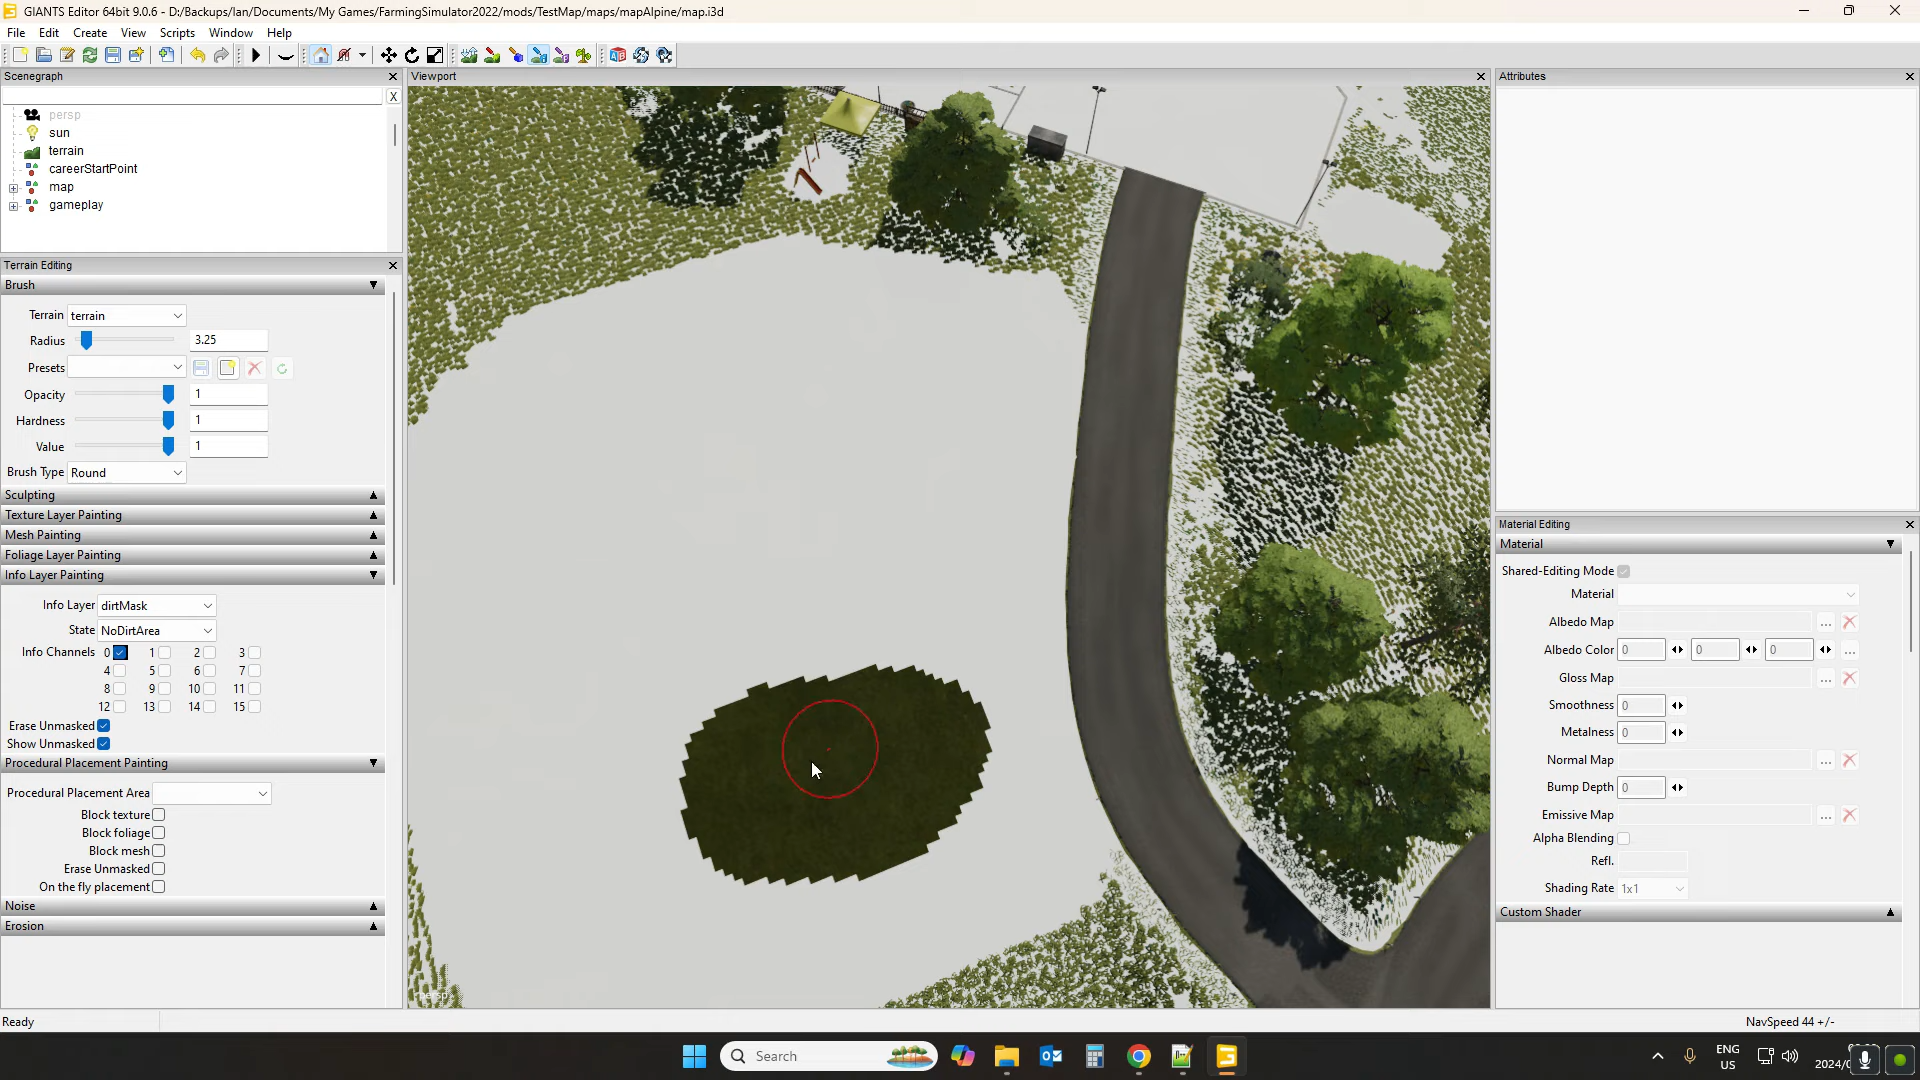 GIANTS Editor 64bit 9.0.6 - D:/Backups/Ian/Documents/My Games/FarmingSimulator2022/mods/TestMap/maps/mapAlpine/map.i3d
File Edit Create View Scripts Window Help
Scenegraph
X
persp
sun
terrain
careerStartPoint
map
gameplay
Terrain Editing
Brush
Terrain terrain
Radius 3.25
Presets
Opacity 1
Hardness 1
Value 1
Brush Type Round
Sculpting
Texture Layer Painting
Mesh Painting
Foliage Layer Painting
Info Layer Painting
Info Layer dirtMask
State NoDirtArea
Info Channels 0 1 2 3
4 5 6 7
8 9 10 11
12 13 14 15
Erase Unmasked
Show Unmasked
Procedural Placement Painting
Procedural Placement Area
Block texture
Block foliage
Block mesh
Erase Unmasked
On the fly placement
Noise
Erosion
Viewport
persp
Attributes
Material Editing
Material
Shared-Editing Mode
Material
Albedo Map ...
Albedo Color 0 0 0 ...
Gloss Map ...
Smoothness 0
Metalness 0
Normal Map ...
Bump Depth 0
Emissive Map ...
Alpha Blending
Refl.
Shading Rate 1x1
Custom Shader
Ready
NavSpeed 44 +/-
Search
ENG
US